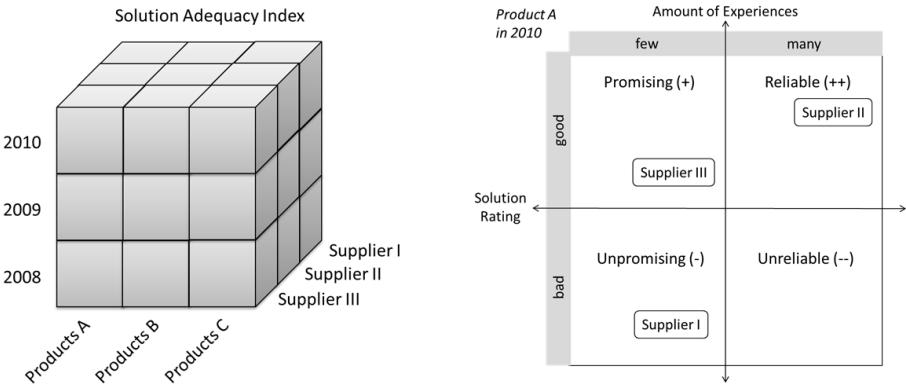 Solution Adequacy Index
2010
2009
2008
Supplier I
Supplier II
Supplier III
Products A
Products B
Products C
Product A
in 2010
Amount of Experiences
few
many
good
bad
Solution
Rating
Promising (+)
Reliable (++)
Supplier II
Supplier III
Unpromising (-)
Unreliable (--)
Supplier I